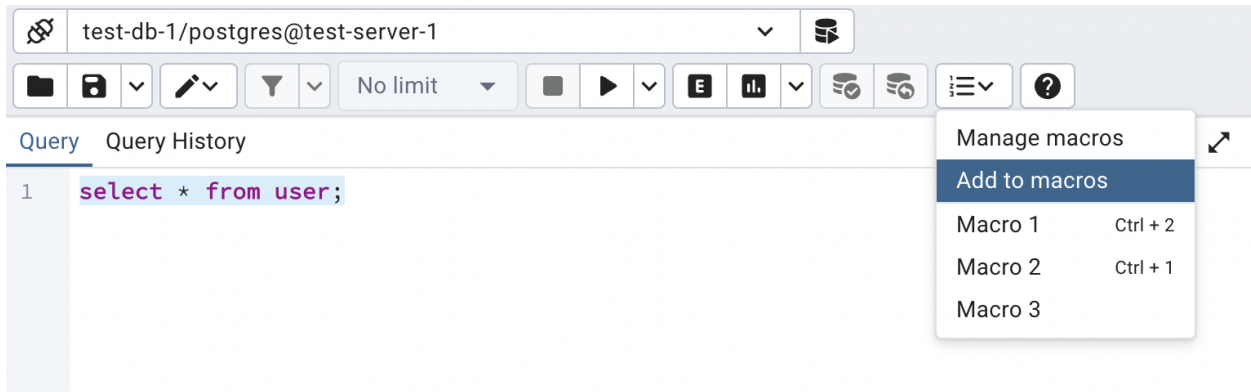 test-db-1/postgres@test-server-1
No limit
E
Query Query History
1 select * from user;
Manage macros
Add to macros
Macro 1 Ctrl + 2
Macro 2 Ctrl + 1
Macro 3